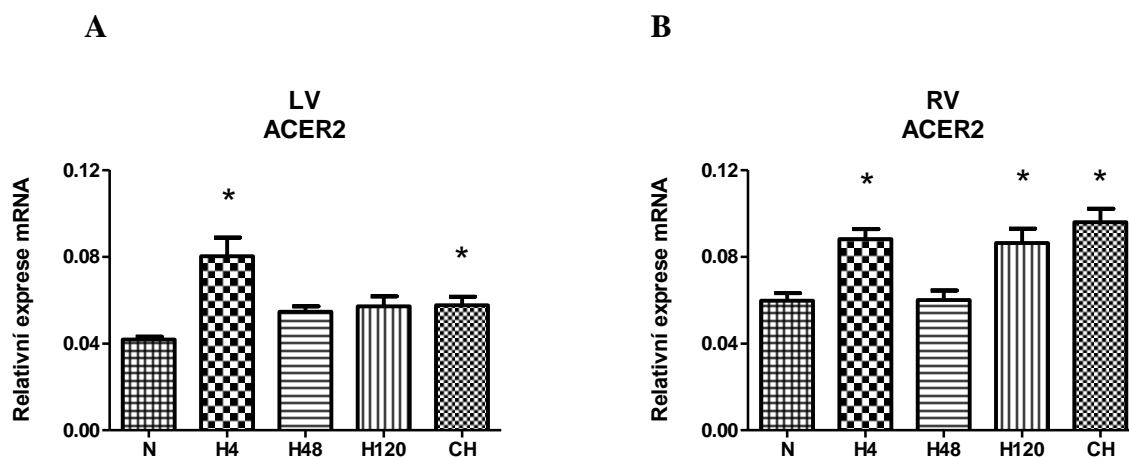 A
LV
ACER2
Relativní exprese mRNA
0.12
0.08
0.04
0.00
*
*
N H4 H48 H120 CH
B
RV
ACER2
Relativní exprese mRNA
0.12
0.08
0.04
0.00
*
*
*
N H4 H48 H120 CH